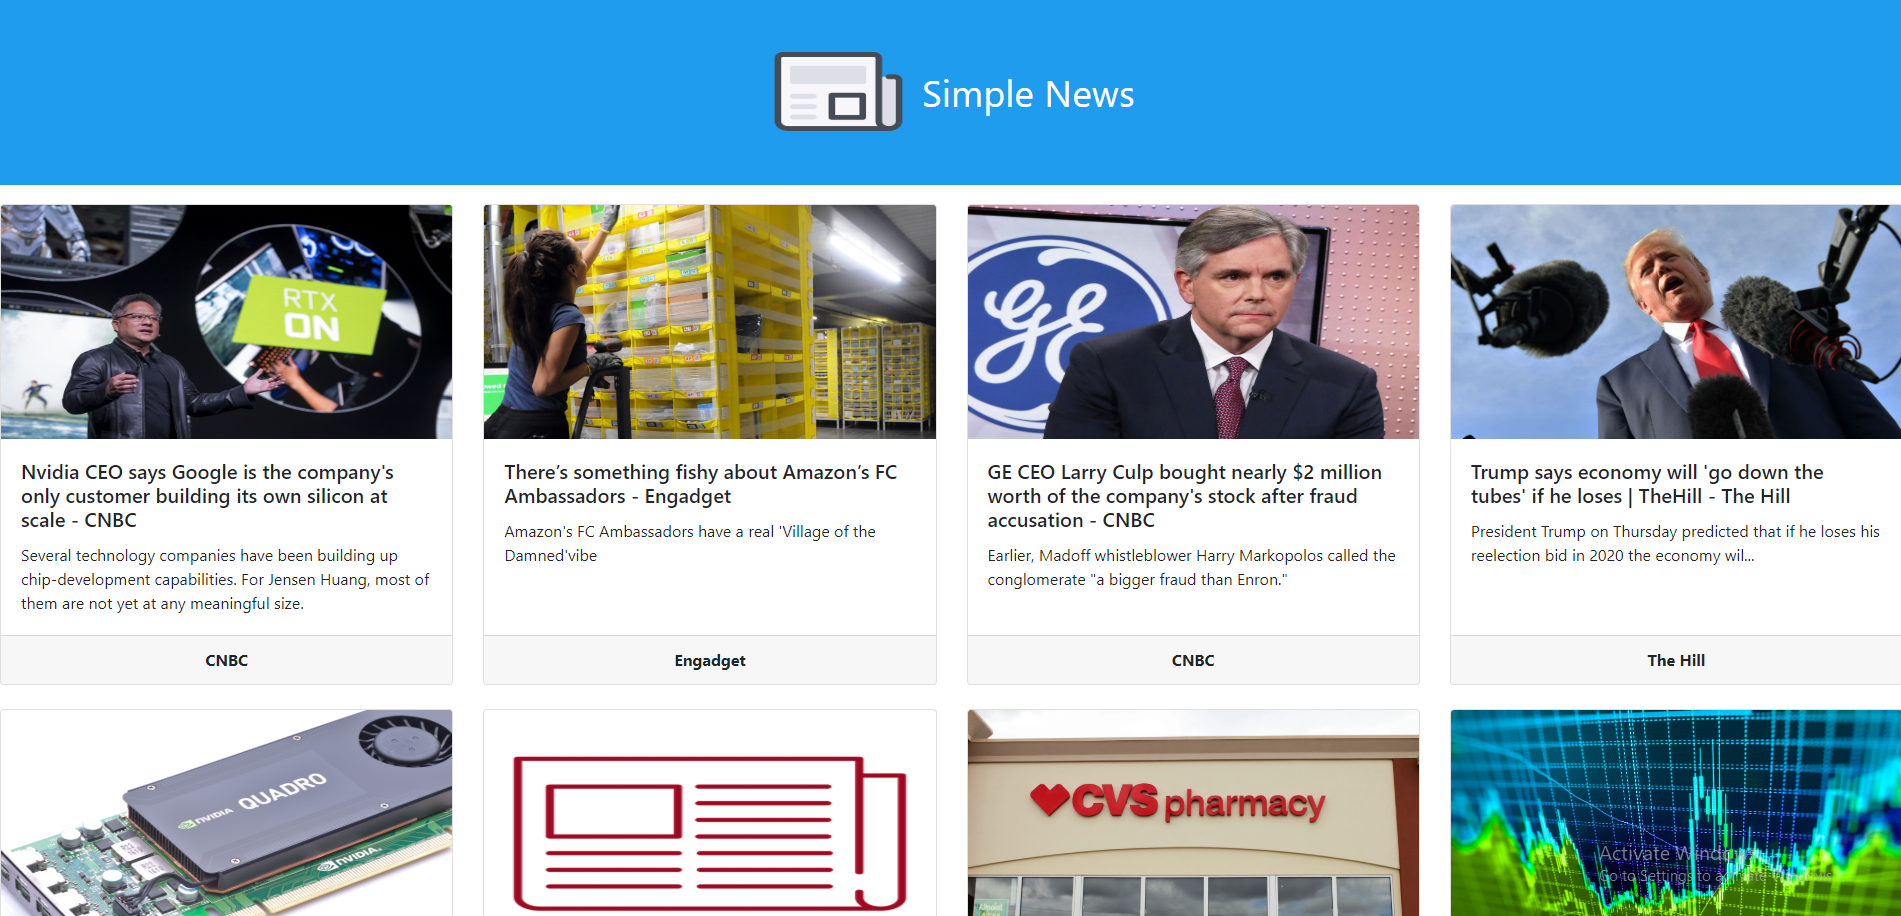 Simple News
RTX
ON
GE
Nvidia CEO says Google is the company's
only customer building its own silicon at
scale - CNBC
Several technology companies have been building up
chip-development capabilities. For Jensen Huang, most of
them are not yet at any meaningful size.
CNBC
There’s something fishy about Amazon’s FC
Ambassadors - Engadget
Amazon's FC Ambassadors have a real 'Village of the
Damned'vibe
Engadget
GE CEO Larry Culp bought nearly $2 million
worth of the company's stock after fraud
accusation - CNBC
Earlier, Madoff whistleblower Harry Markopolos called the
conglomerate "a bigger fraud than Enron."
CNBC
Trump says economy will 'go down the
tubes' if he loses | TheHill - The Hill
President Trump on Thursday predicted that if he loses his
reelection bid in 2020 the economy wil...
The Hill
NVIDIA QUADRO
NVIDIA.
CVS pharmacy
Activate Windows
Go to Settings to activate Windows.